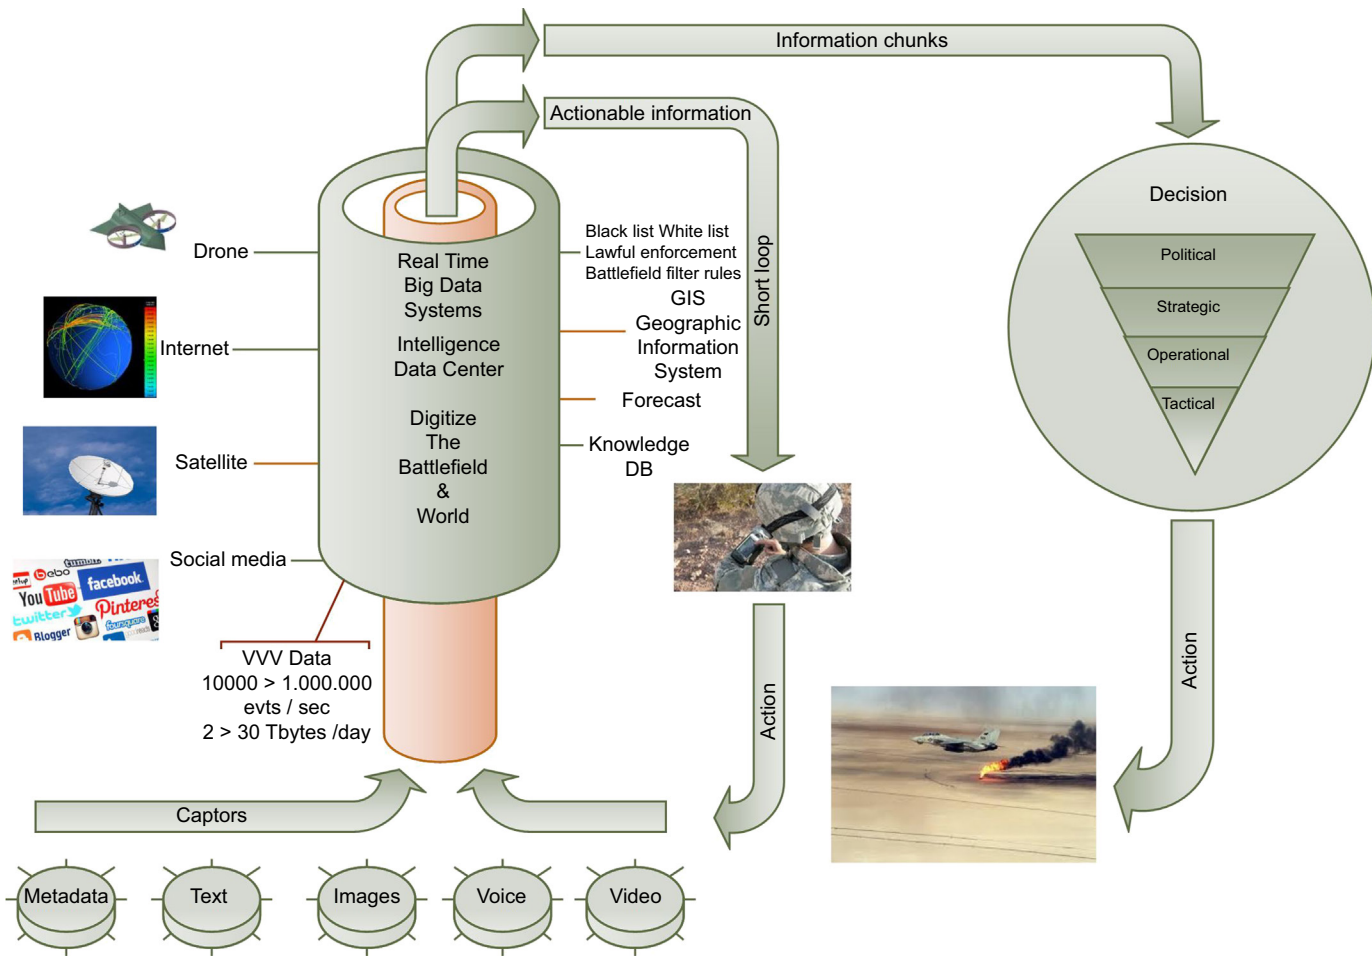 Information chunks
Actionable information
Short loop
Decision
Political
Strategic
Operational
Tactical
Drone
Internet
Satellite
Social media
Real Time
Big Data
Systems
Intelligence
Data Center
Digitize
The
Battlefield
&
World
Black list White list
Lawful enforcement
Battlefield filter rules
GIS
Geographic
Information
System
Forecast
Knowledge
DB
bebo
facebook
YouTube
twitter
Pinteres
Blogger
foursquare
VVV Data
10000 > 1.000.000
evts / sec
2 > 30 Tbytes /day
Action
Action
Captors
Metadata
Text
Images
Voice
Video